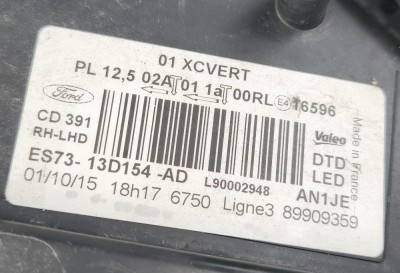 01 XCVERT
PL 12,5 02A 01 1a 00RL E4 16596
Ford
CD 391
RH-LHD
Valeo
DTD
LED
Made in France
ES73- 13D154 -AD L90002948 AN1JE
01/10/15 18h17 6750 Ligne3 89909359